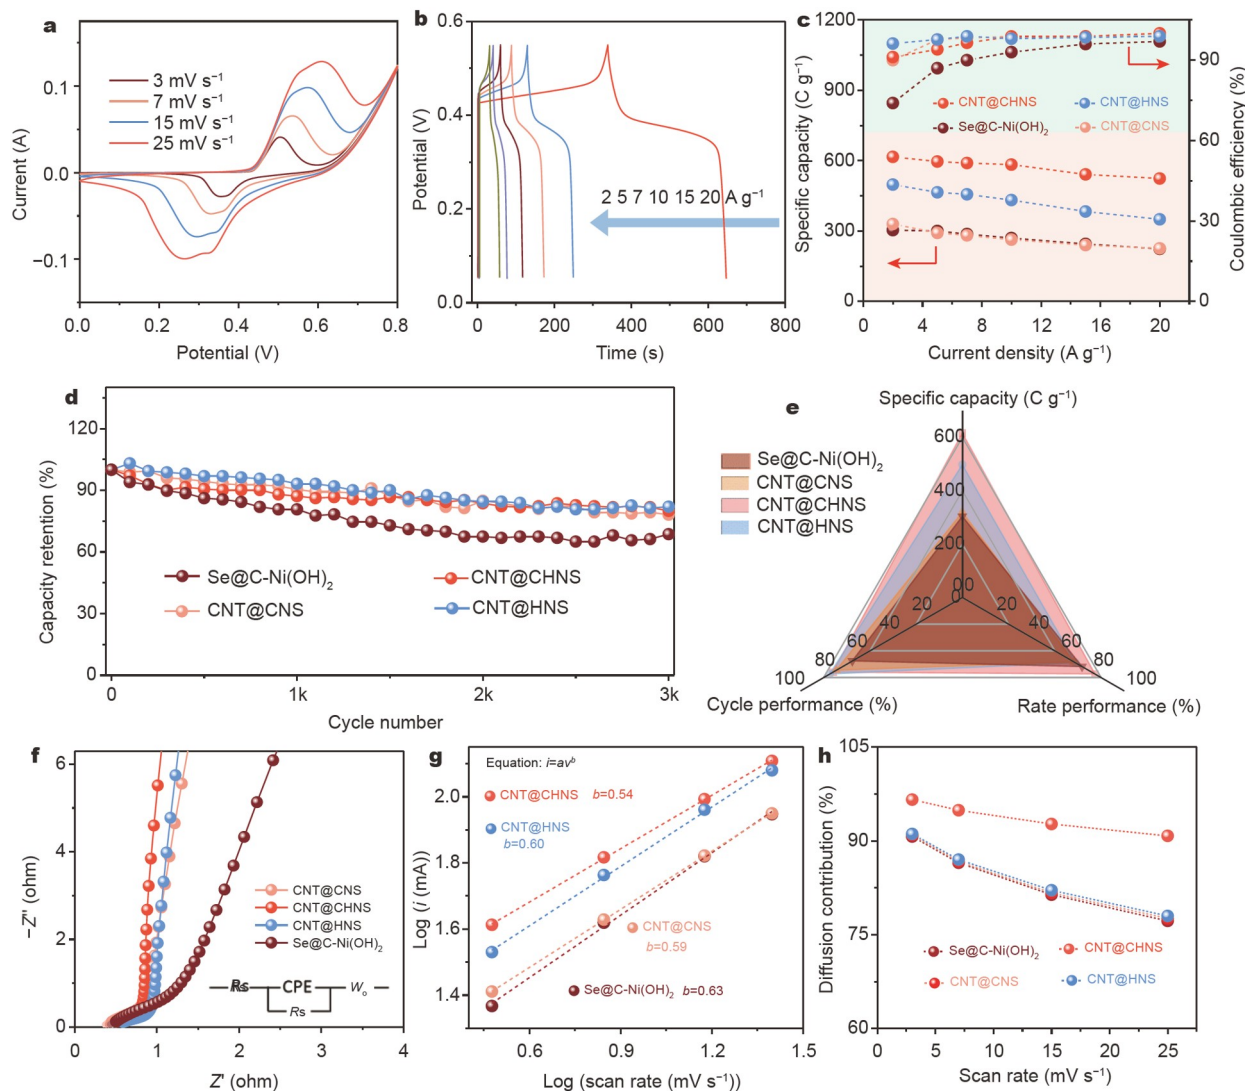 a
3 mV s⁻¹
7 mV s⁻¹
15 mV s⁻¹
25 mV s⁻¹
0.1
0.0
−0.1
Current (A)
0.0 0.2 0.4 0.6 0.8
Potential (V)
b
0.6
0.4
0.2
0.0
Potential (V)
2 5 7 10 15 20 A g⁻¹
0 200 400 600 800
Time (s)
c
1200
900
600
300
0
Specific capacity (C g⁻¹)
CNT@CHNS
CNT@HNS
Se@C-Ni(OH)₂
CNT@CNS
90
60
30
0
Coulombic efficiency (%)
0 4 8 12 16 20
Current density (A g⁻¹)
d
120
90
60
30
0
Capacity retention (%)
Se@C-Ni(OH)₂
CNT@CHNS
CNT@CNS
CNT@HNS
0 1k 2k 3k
Cycle number
e
Specific capacity (C g⁻¹)
Se@C-Ni(OH)₂
CNT@CNS
CNT@CHNS
CNT@HNS
600
400
200
0
0
0
20 20
40 40
60 60
80 80
100 100
Cycle performance (%)
Rate performance (%)
f
6
4
2
0
−Z″ (ohm)
CNT@CNS
CNT@CHNS
CNT@HNS
Se@C-Ni(OH)₂
Rs
CPE
Wₒ
Rs
0 1 2 3 4
Z′ (ohm)
g
Equation: i=avᵇ
CNT@CHNS b=0.54
CNT@HNS
b=0.60
CNT@CNS
b=0.59
Se@C-Ni(OH)₂ b=0.63
2.0
1.8
1.6
1.4
Log (i (mA))
0.6 0.9 1.2 1.5
Log (scan rate (mV s⁻¹))
h
105
90
75
60
Diffusion contribution (%)
Se@C-Ni(OH)₂
CNT@CHNS
CNT@CNS
CNT@HNS
0 5 10 15 20 25
Scan rate (mV s⁻¹)